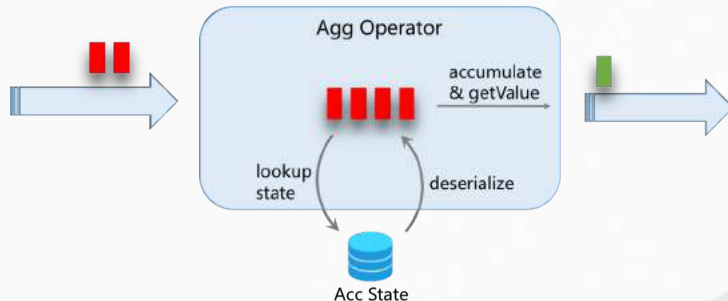 Agg Operator
accumulate
& getValue
lookup
state
deserialize
Acc State